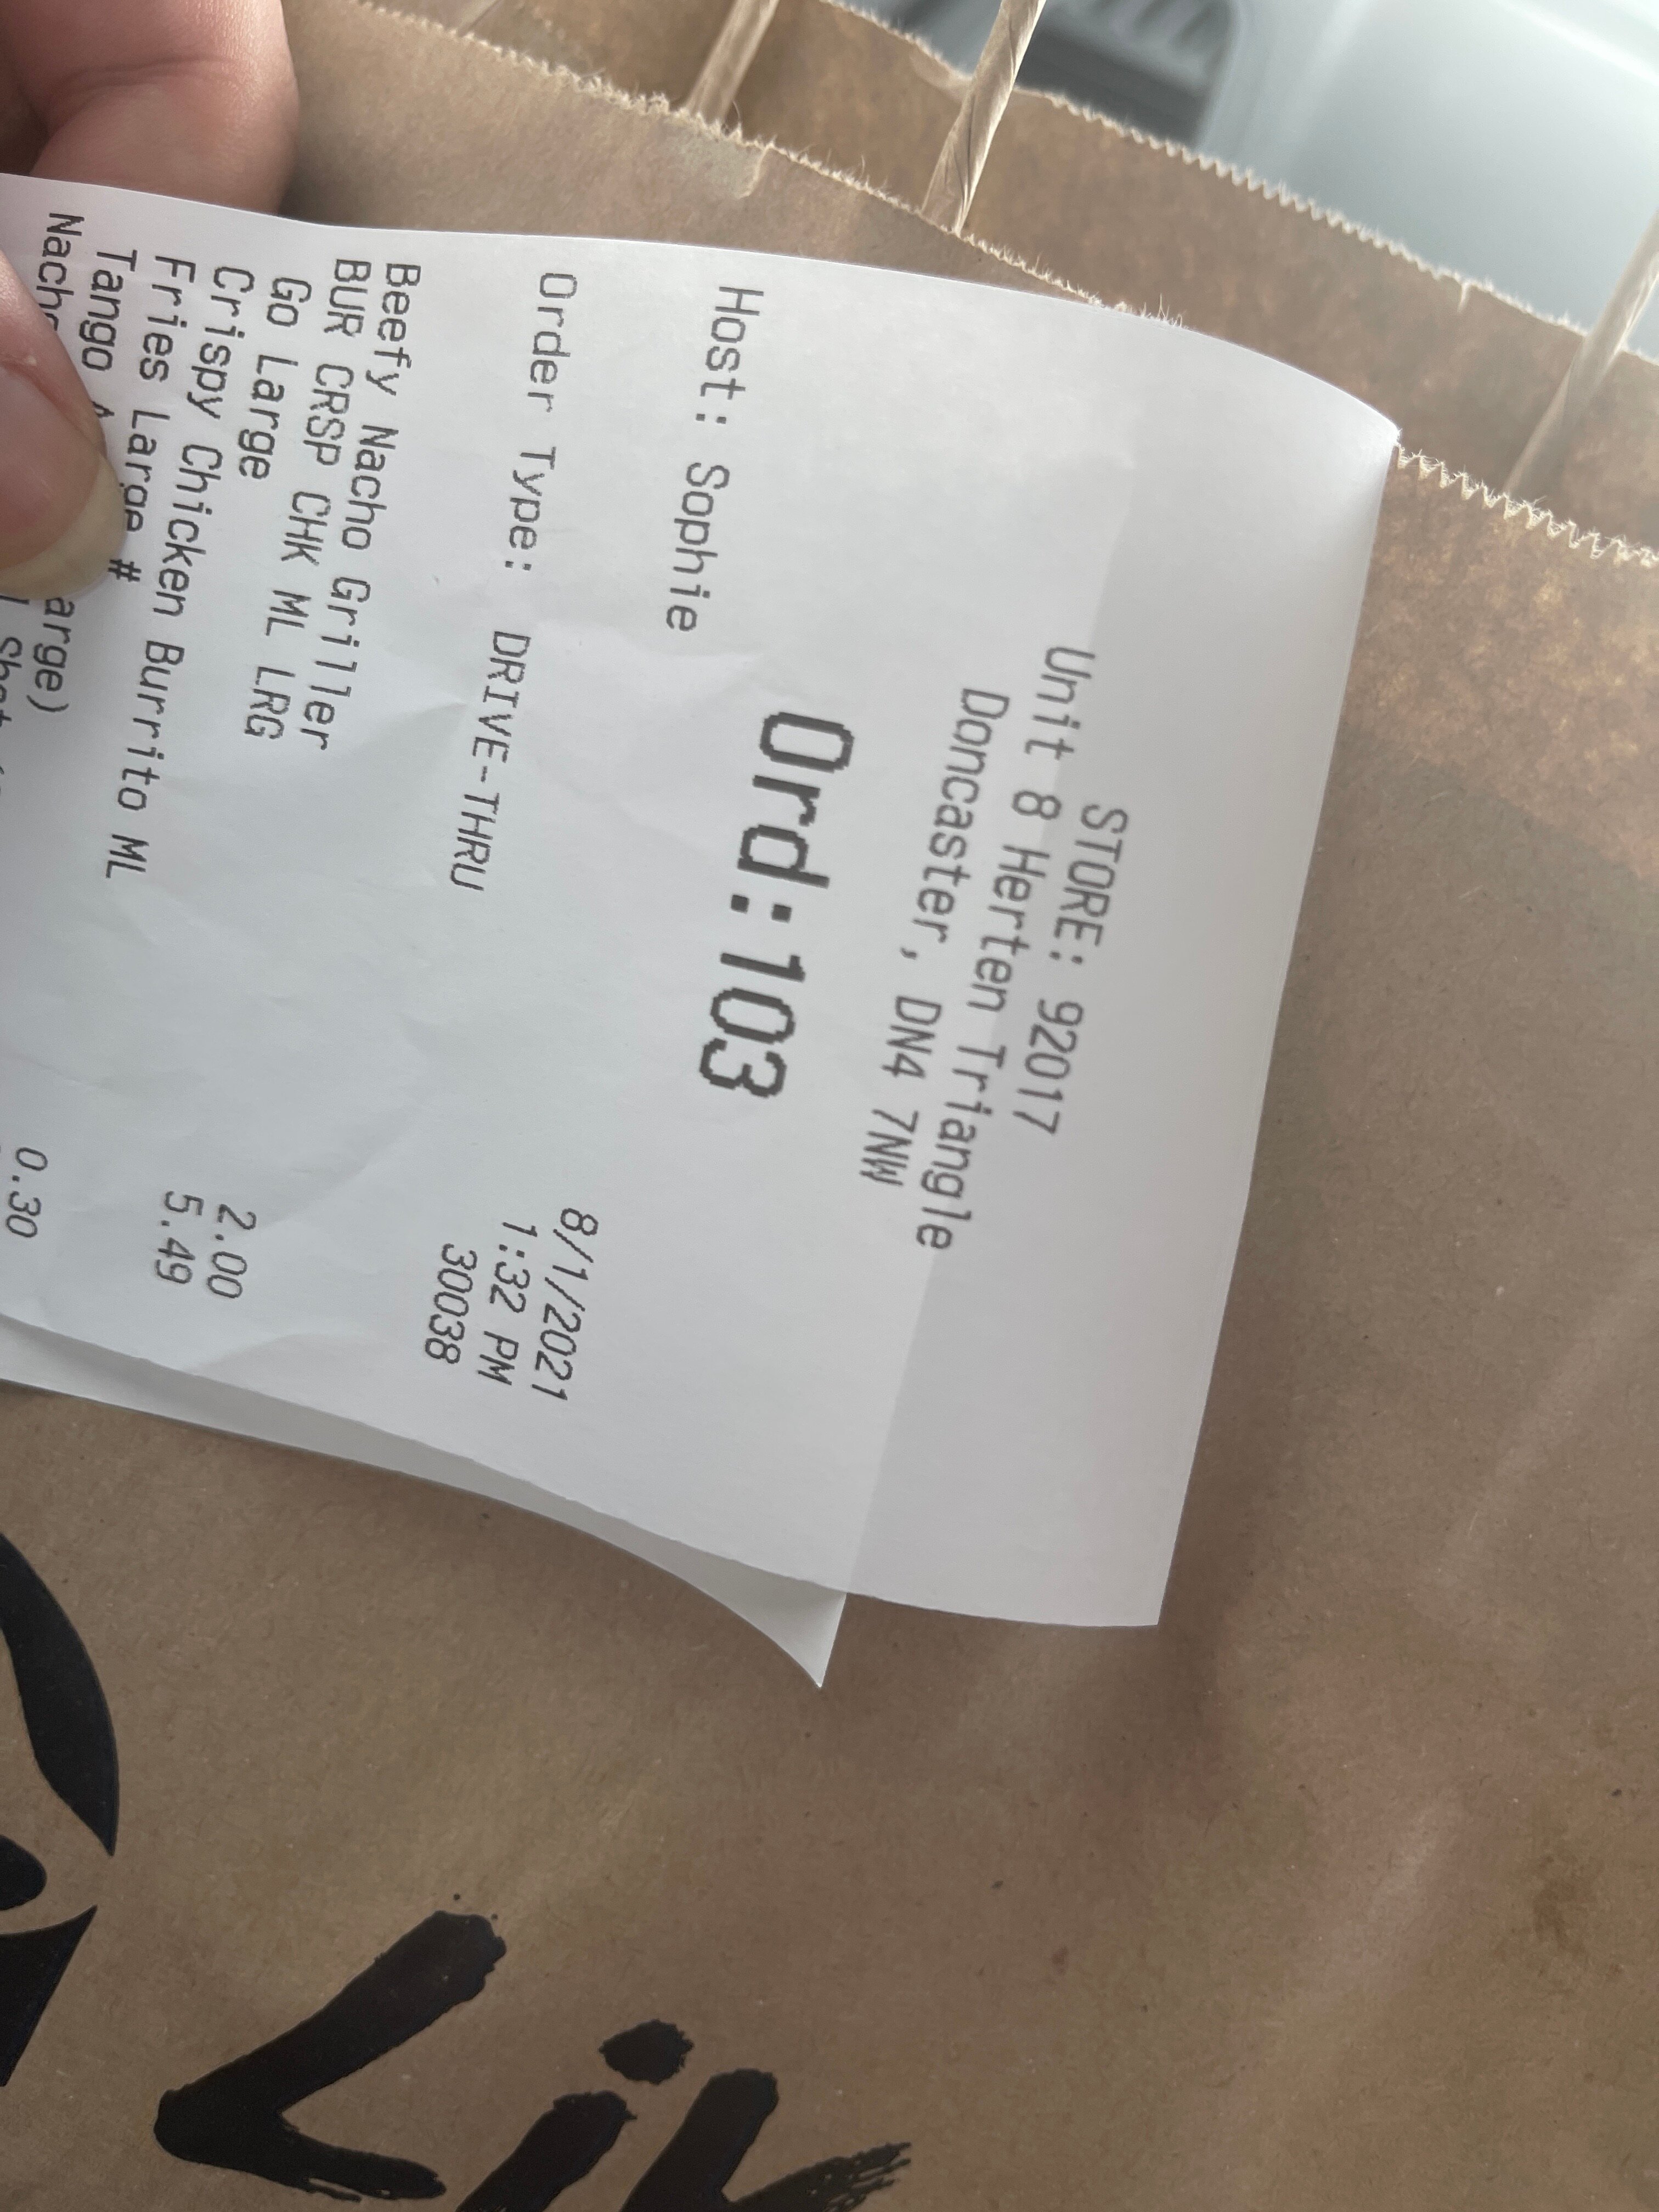 STORE: 92017
Unit 8 Herten Triangle
Doncaster, DN4 7NW
Ord:103
Host: Sophie
8/1/2021
1:32 PM
Order Type: DRIVE-THRU
30038
Beefy Nacho Griller 2.00
BUR CRSP CHK ML LRG 5.49
Go Large
Crispy Chicken Burrito ML
Fries Large #
Tango
arge) 0.30